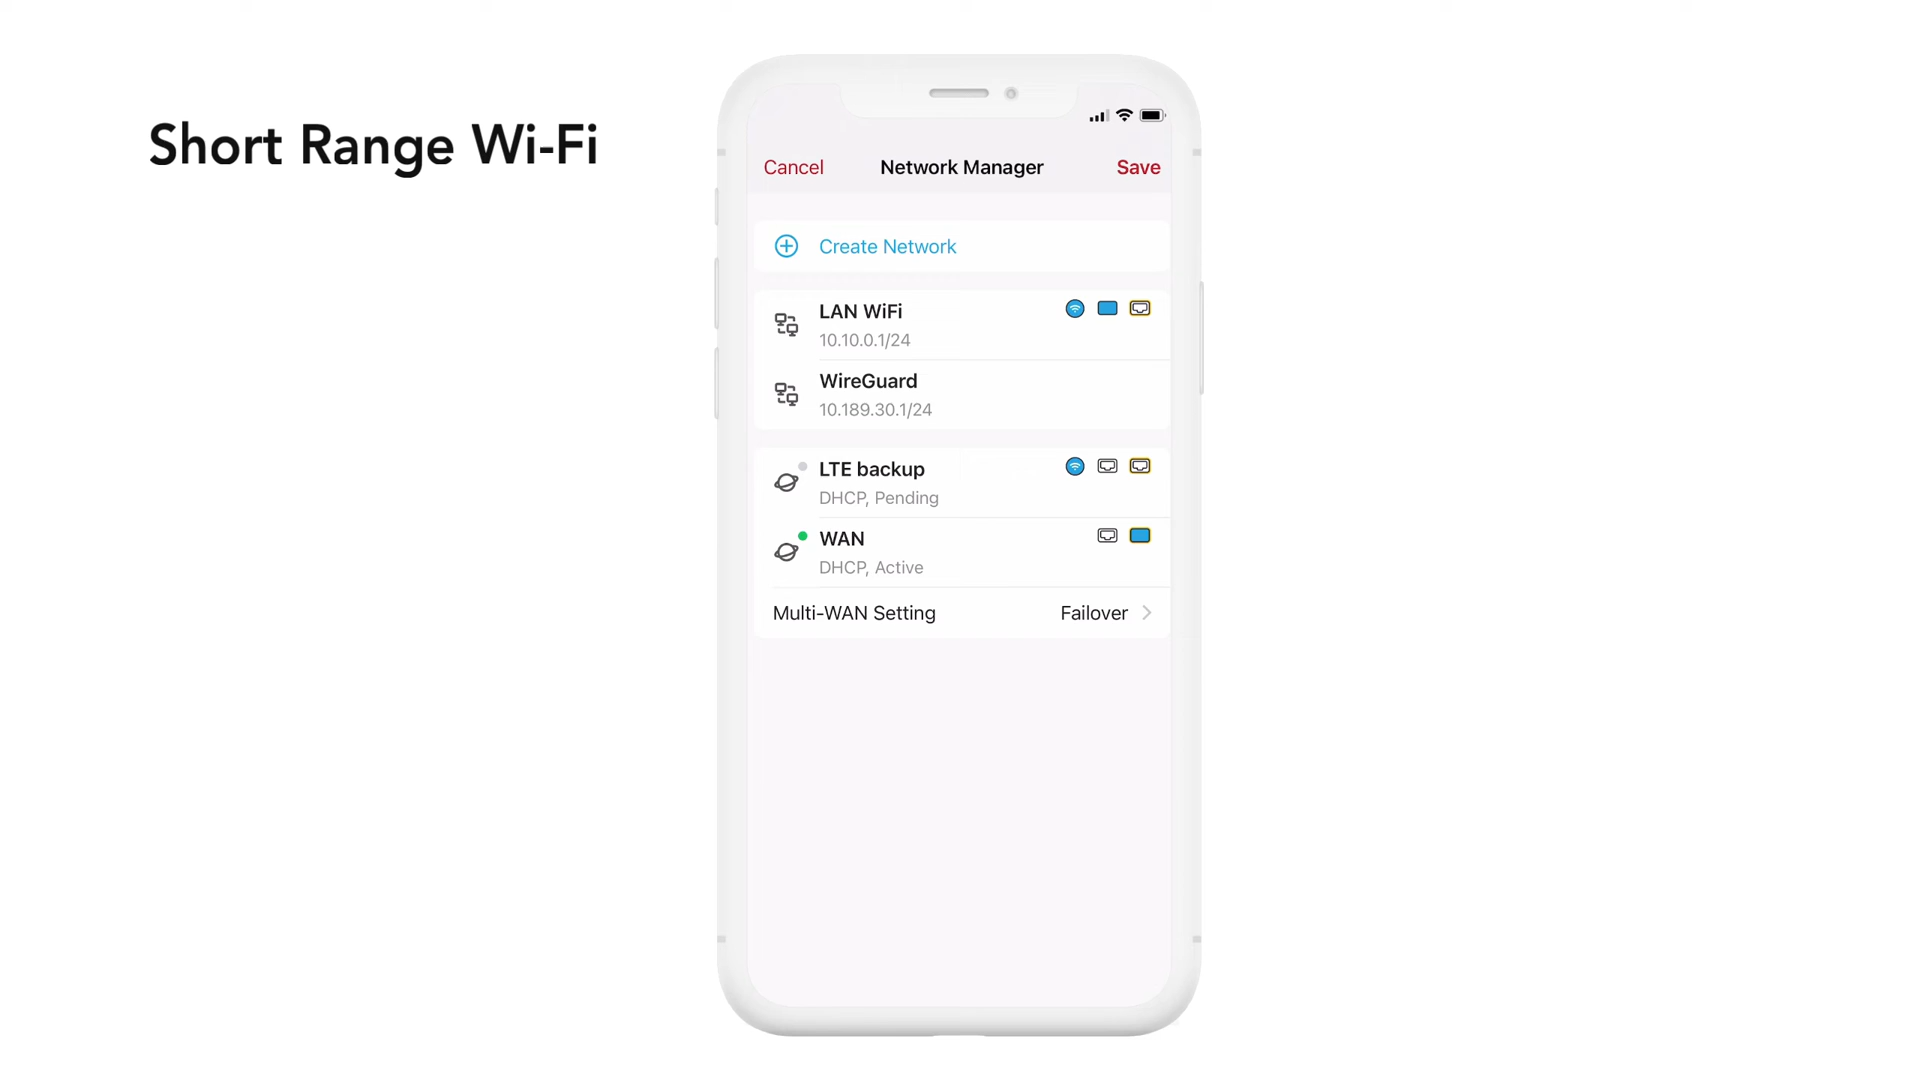 Short Range Wi-Fi
Cancel Network Manager Save
Create Network
LAN WiFi
10.10.0.1/24
WireGuard
10.189.30.1/24
LTE backup
DHCP, Pending
WAN
DHCP, Active
Multi-WAN Setting Failover